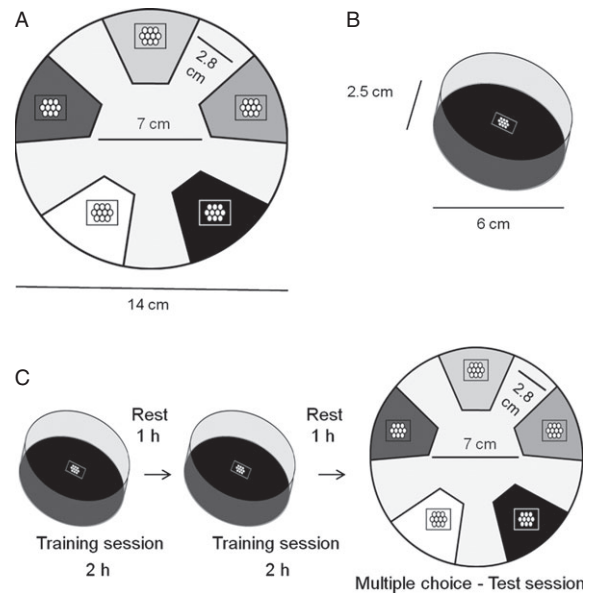 A
2.8
cm
7 cm
14 cm
B
2.5 cm
6 cm
C
Rest
1 h
Rest
1 h
2.8
cm
7 cm
Training session
2 h
Training session
2 h
Multiple choice - Test session